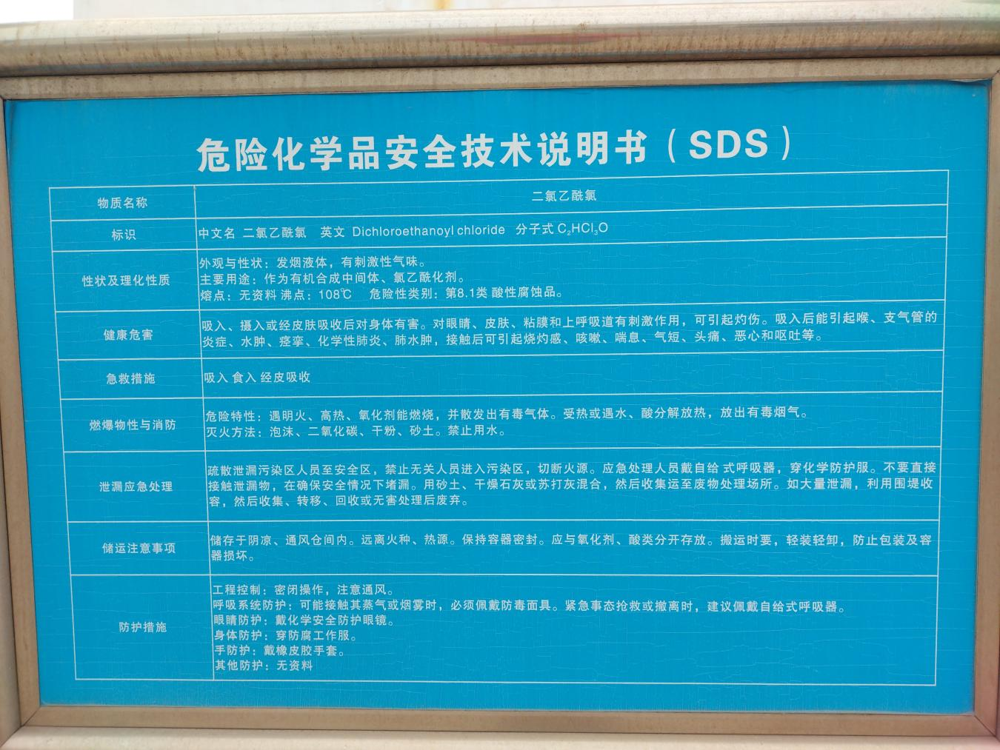 危险化学品安全技术说明书（SDS）
物质名称 二氯乙酰氯
标识 中文名 二氯乙酰氯 英文 Dichloroethanoyl chloride 分子式 C₂HCl₃O
性状及理化性质
外观与性状：发烟液体，有刺激性气味。
主要用途：作为有机合成中间体、氯乙酰化剂。
熔点：无资料 沸点：108℃ 危险性类别：第8.1类 酸性腐蚀品。
健康危害
吸入、摄入或经皮肤吸收后对身体有害。对眼睛、皮肤、粘膜和上呼吸道有刺激作用，可引起灼伤。吸入后能引起喉、支气管的
炎症、水肿、痉挛、化学性肺炎、肺水肿，接触后可引起烧灼感、咳嗽、喘息、气短、头痛、恶心和呕吐等。
急救措施 吸入 食入 经皮吸收
燃爆物性与消防
危险特性：遇明火、高热、氧化剂能燃烧，并散发出有毒气体。受热或遇水、酸分解放热，放出有毒烟气。
灭火方法：泡沫、二氧化碳、干粉、砂土。禁止用水。
泄漏应急处理
疏散泄漏污染区人员至安全区，禁止无关人员进入污染区，切断火源。应急处理人员戴自给 式呼吸器，穿化学防护服。不要直接
接触泄漏物，在确保安全情况下堵漏。用砂土、干燥石灰或苏打灰混合，然后收集运至废物处理场所。如大量泄漏，利用围堤收
容，然后收集、转移、回收或无害处理后废弃。
储运注意事项
储存于阴凉、通风仓间内。远离火种、热源。保持容器密封。应与氧化剂、酸类分开存放。搬运时要，轻装轻卸，防止包装及容
器损坏。
防护措施
工程控制：密闭操作，注意通风。
呼吸系统防护：可能接触其蒸气或烟雾时，必须佩戴防毒面具。紧急事态抢救或撤离时，建议佩戴自给式呼吸器。
眼睛防护：戴化学安全防护眼镜。
身体防护：穿防腐工作服。
手防护：戴橡皮胶手套。
其他防护：无资料